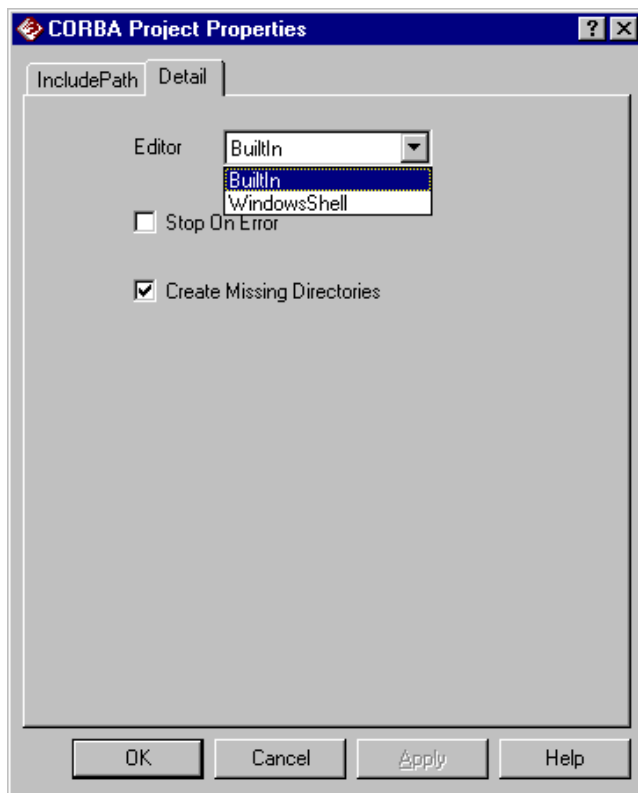 CORBA Project Properties
IncludePath Detail
Editor BuiltIn
BuiltIn
WindowsShell
Stop On Error
Create Missing Directories
OK Cancel Apply Help